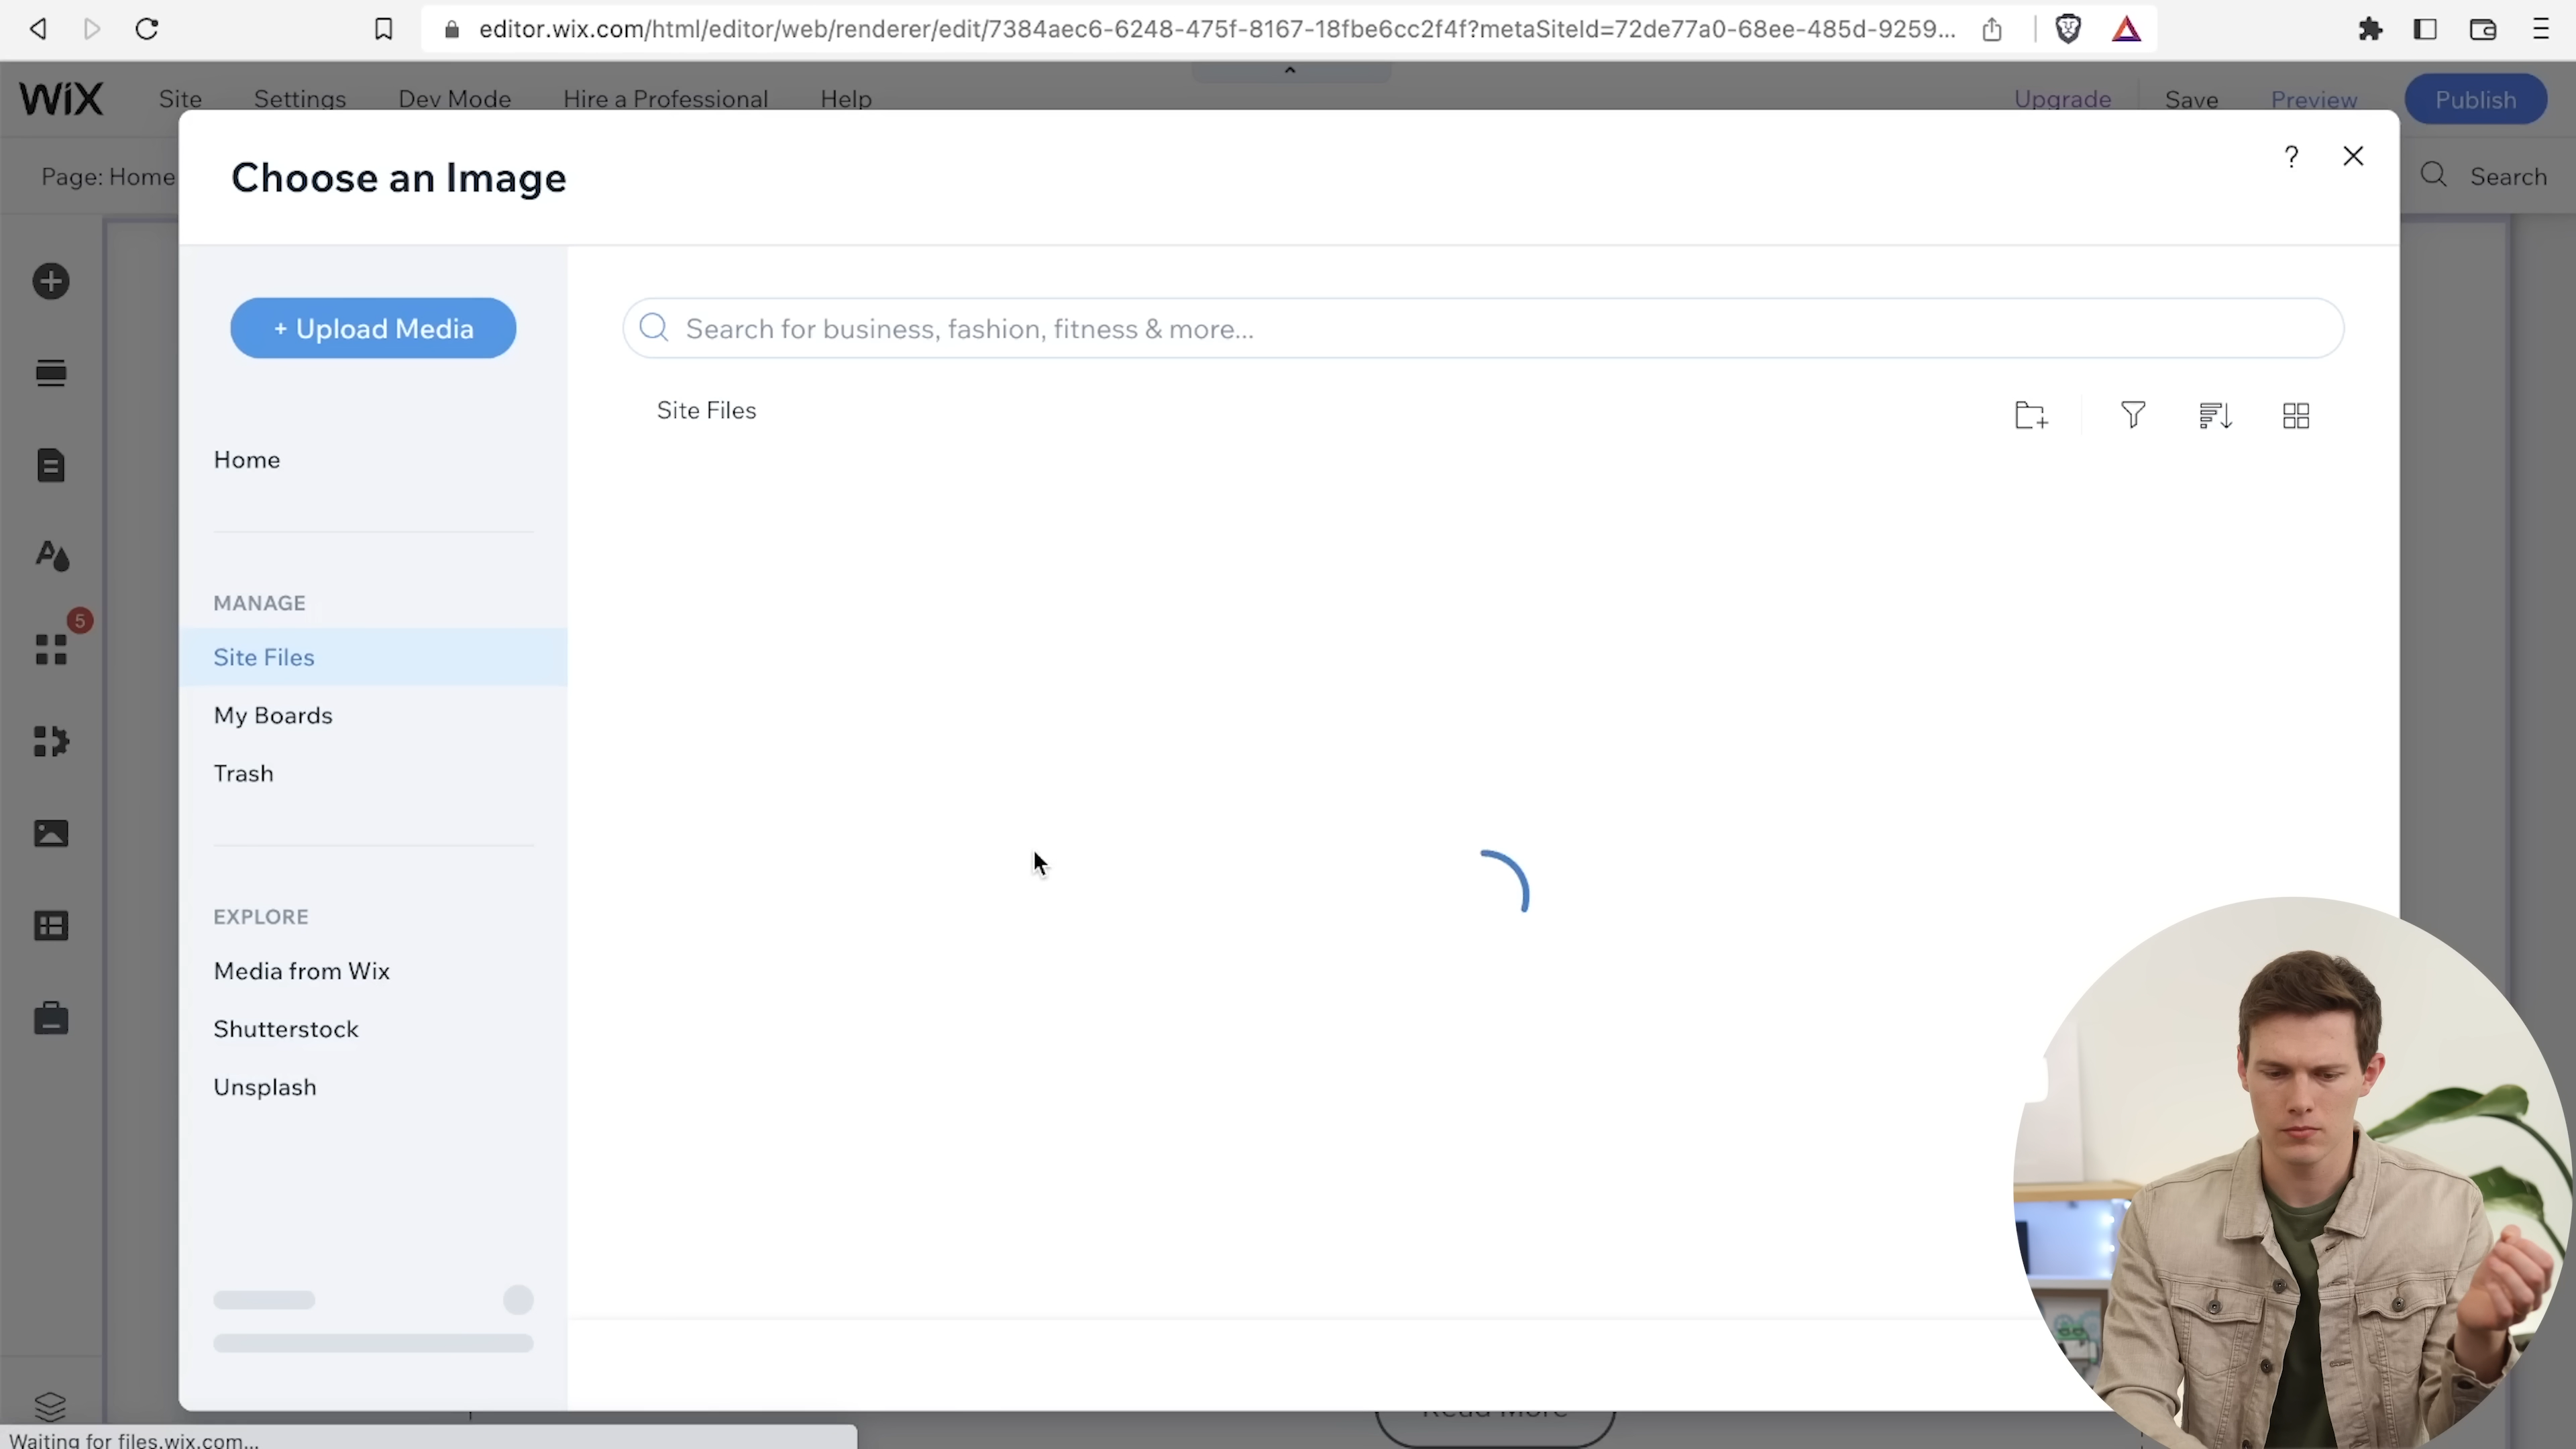 editor.wix.com/html/editor/web/renderer/edit/7384aec6-6248-475f-8167-18fbe6cc2f4f?metaSiteId=72de77a0-68ee-485d-9259...
WiX Site Settings Dev Mode Hire a Professional Help Upgrade Save Preview Publish
Page: Home
Search
Choose an Image
?
+ Upload Media
Search for business, fashion, fitness & more...
Site Files
Home
MANAGE
5
Site Files
My Boards
Trash
EXPLORE
Media from Wix
Shutterstock
Unsplash
Read More
Waiting for files.wix.com...